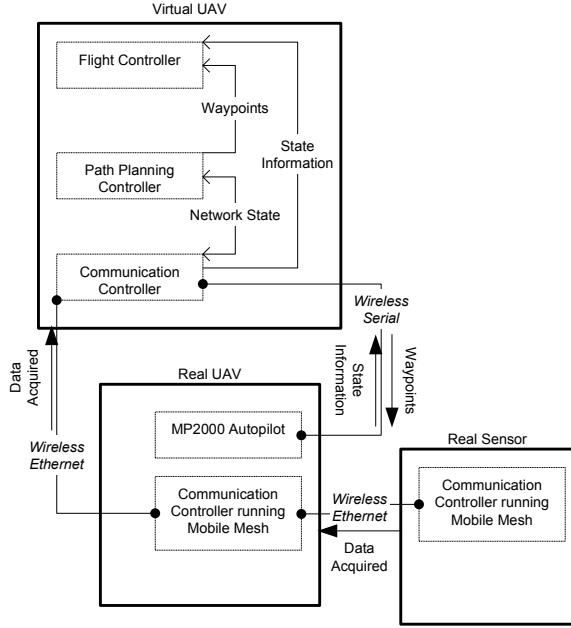 Virtual UAV
Flight Controller
Waypoints
State
Information
Path Planning
Controller
Network State
Communication
Controller
Wireless
Serial
Data
Acquired
State
Information
Waypoints
Real UAV
MP2000 Autopilot
Wireless
Ethernet
Communication
Controller running
Mobile Mesh
Wireless
Ethernet
Data
Acquired
Real Sensor
Communication
Controller running
Mobile Mesh